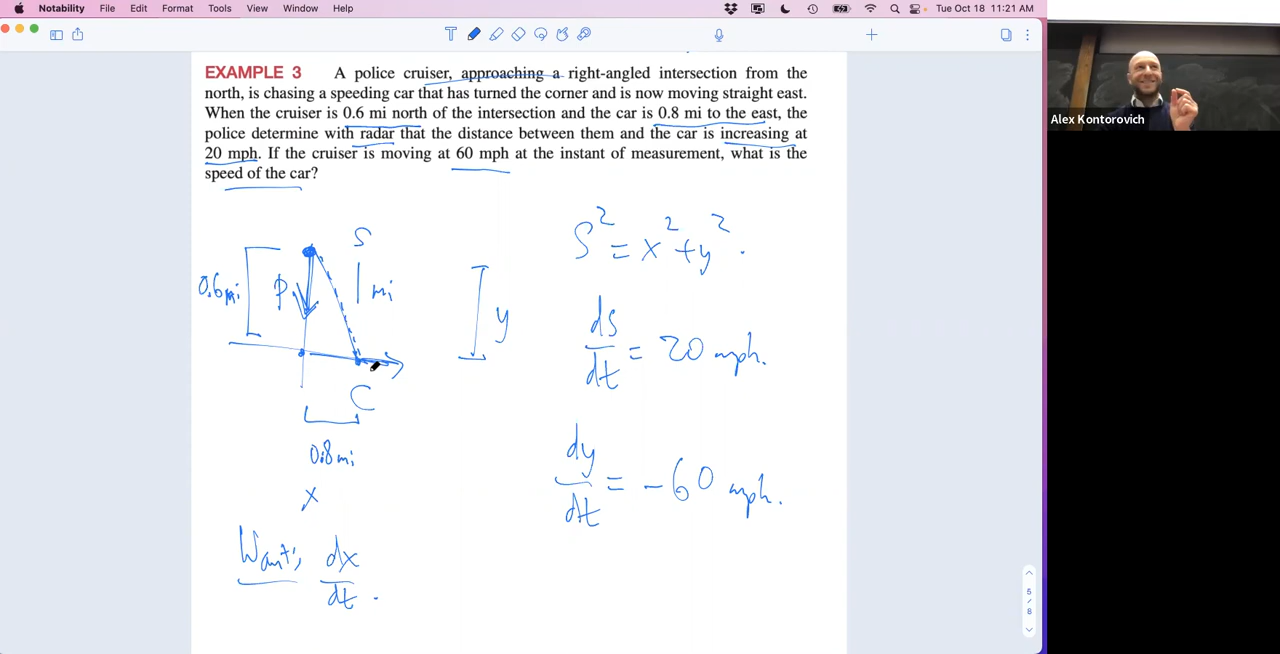 Notability File Edit Format Tools View Window Help Tue Oct 18 11:21 AM
EXAMPLE 3 A police cruiser, approaching a right-angled intersection from the
north, is chasing a speeding car that has turned the corner and is now moving straight east.
When the cruiser is 0.6 mi north of the intersection and the car is 0.8 mi to the east, the
police determine with radar that the distance between them and the car is increasing at
20 mph. If the cruiser is moving at 60 mph at the instant of measurement, what is the
speed of the car?
Alex Kontorovich
S
0.6mi P 1 mi
y
C
0.8mi
x
Want: dx/dt.
S² = x² + y².
dS/dt = 20 mph.
dy/dt = -60 mph.
5
/
8